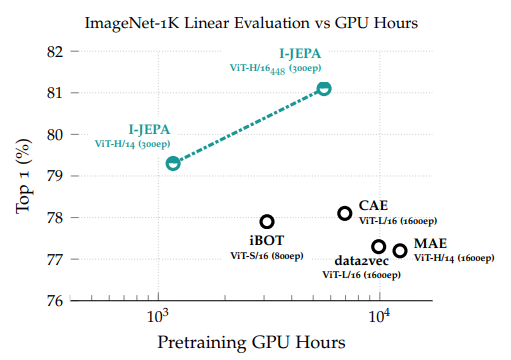 ImageNet-1K Linear Evaluation vs GPU Hours
82
I-JEPA
ViT-H/16₄₄₈ (300ep)
81
80
I-JEPA
ViT-H/14 (300ep)
79
Top 1 (%)
78
CAE
ViT-L/16 (1600ep)
iBOT
ViT-S/16 (800ep)
MAE
ViT-H/14 (1600ep)
77
data2vec
ViT-L/16 (1600ep)
76
10³
10⁴
Pretraining GPU Hours